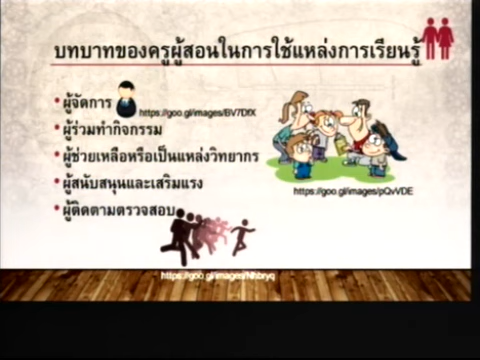 บทบาทของครูผู้สอนในการใช้แหล่งการเรียนรู้
• ผู้จัดการ
https://goo.gl/images/BV7DfX
• ผู้ร่วมทำกิจกรรม
• ผู้ช่วยเหลือหรือเป็นแหล่งวิทยากร
• ผู้สนับสนุนและเสริมแรง
https://goo.gl/images/pQvVDE
• ผู้ติดตามตรวจสอบ